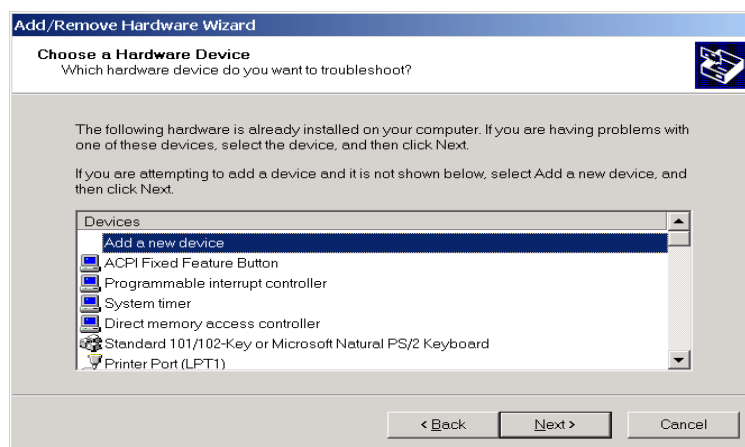 Add/Remove Hardware Wizard
Choose a Hardware Device
Which hardware device do you want to troubleshoot?
The following hardware is already installed on your computer. If you are having problems with
one of these devices, select the device, and then click Next.
If you are attempting to add a device and it is not shown below, select Add a new device, and
then click Next.
Devices
Add a new device
ACPI Fixed Feature Button
Programmable interrupt controller
System timer
Direct memory access controller
Standard 101/102-Key or Microsoft Natural PS/2 Keyboard
Printer Port (LPT1)
< Back
Next >
Cancel